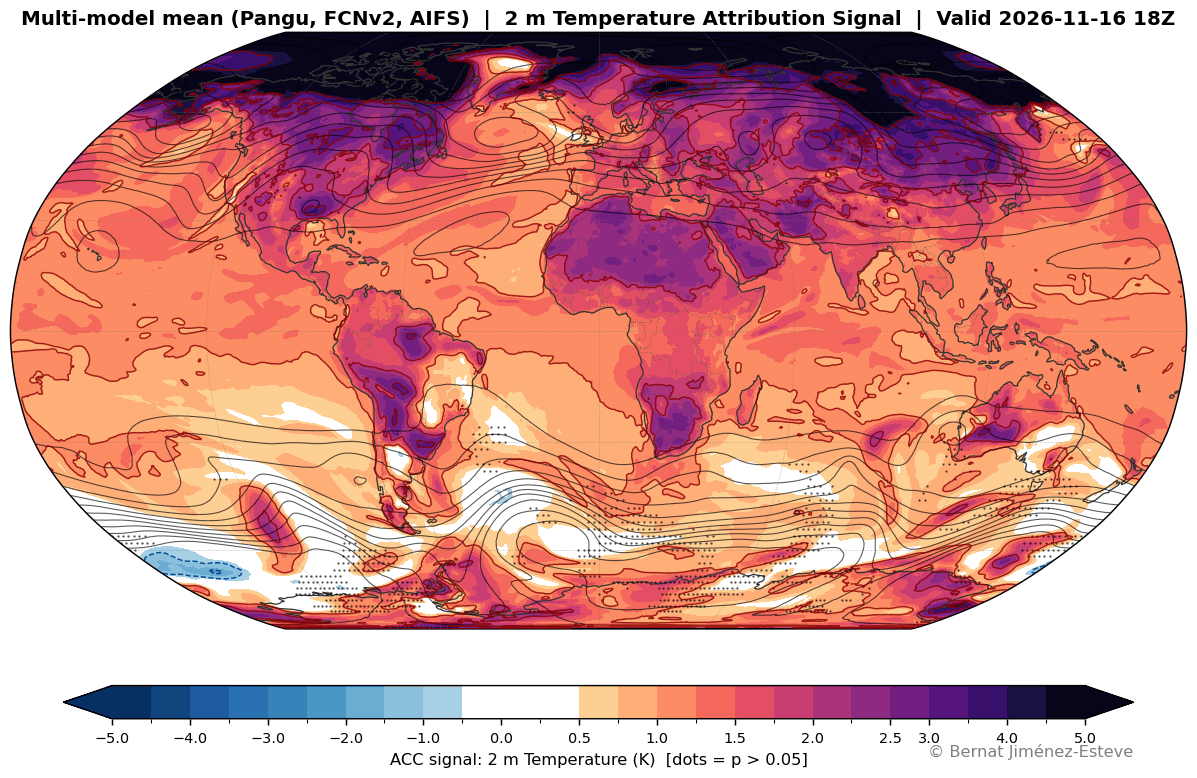 Multi-model mean (Pangu, FCNv2, AIFS) | 2 m Temperature Attribution Signal | Valid 2026-11-16 18Z
−5.0 −4.0 −3.0 −2.0 −1.0 0.0 0.5 1.0 1.5 2.0 2.5 3.0 4.0 5.0
© Bernat Jiménez-Esteve
ACC signal: 2 m Temperature (K) [dots = p > 0.05]